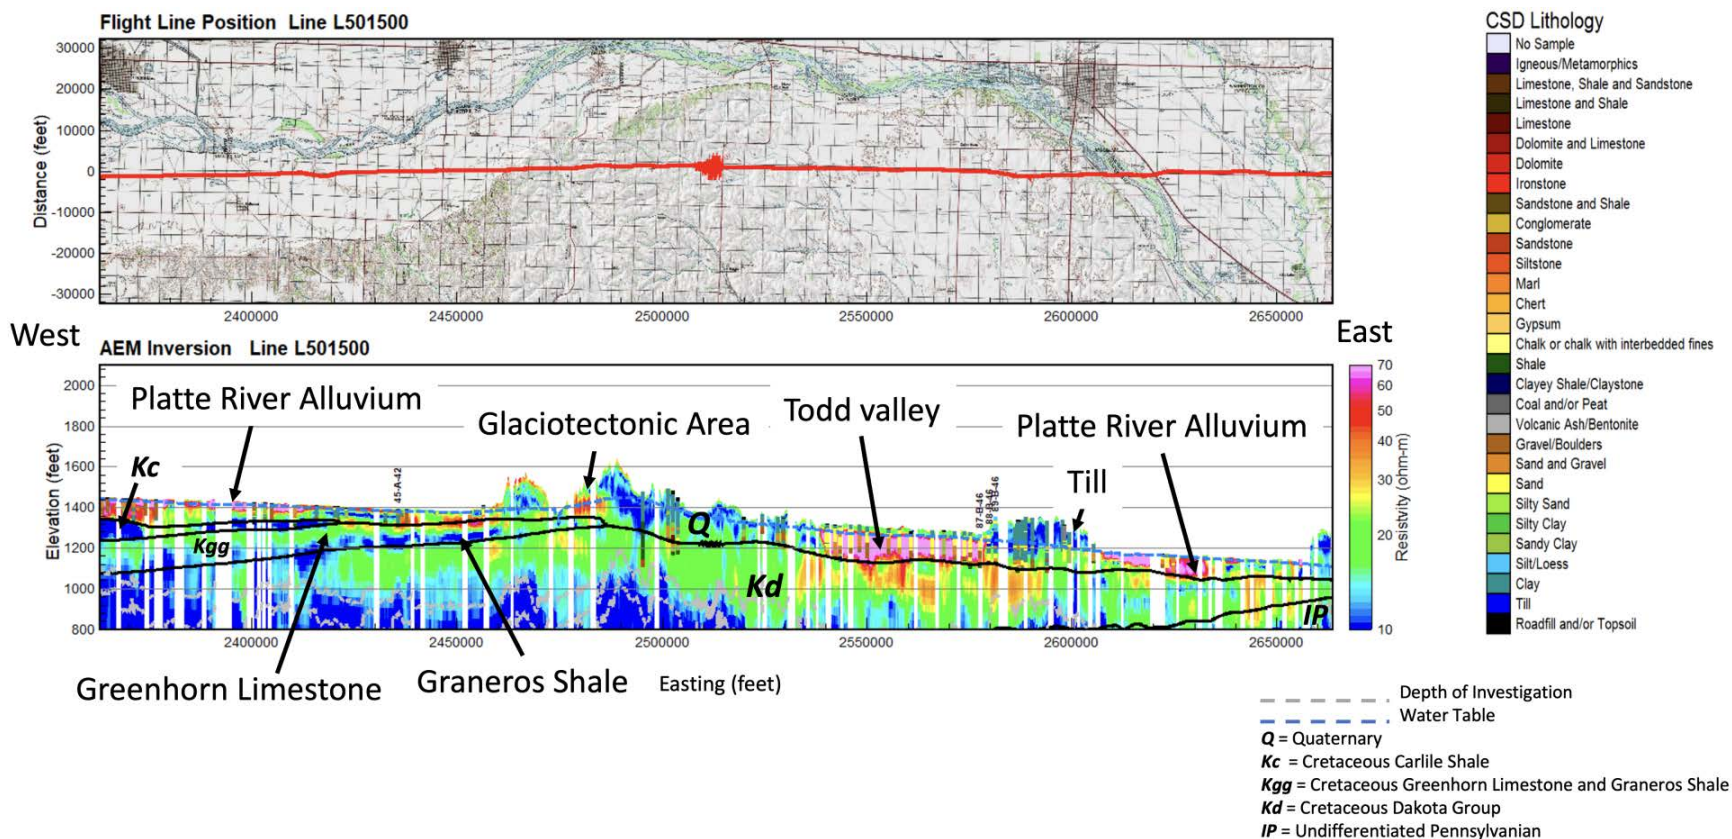 Flight Line Position Line L501500
30000
20000
10000
0
-10000
-20000
-30000
Distance (feet)
2400000
2450000
2500000
2550000
2600000
2650000
West
East
AEM Inversion Line L501500
2000
1800
1600
1400
1200
1000
800
Elevation (feet)
Platte River Alluvium
Glaciotectonic Area
Todd valley
Platte River Alluvium
Till
Kc
Kgg
Q
Kd
IP
45-A-42
87-B-46
88-B-46
89-B-46
2400000
2450000
2500000
2550000
2600000
2650000
Greenhorn Limestone
Graneros Shale
Easting (feet)
70
60
50
40
30
20
10
Resistivity (ohm-m)
CSD Lithology
No Sample
Igneous/Metamorphics
Limestone, Shale and Sandstone
Limestone and Shale
Limestone
Dolomite and Limestone
Dolomite
Ironstone
Sandstone and Shale
Conglomerate
Sandstone
Siltstone
Marl
Chert
Gypsum
Chalk or chalk with interbedded fines
Shale
Clayey Shale/Claystone
Coal and/or Peat
Volcanic Ash/Bentonite
Gravel/Boulders
Sand and Gravel
Sand
Silty Sand
Silty Clay
Sandy Clay
Silt/Loess
Clay
Till
Roadfill and/or Topsoil
Depth of Investigation
Water Table
Q = Quaternary
Kc = Cretaceous Carlile Shale
Kgg = Cretaceous Greenhorn Limestone and Graneros Shale
Kd = Cretaceous Dakota Group
IP = Undifferentiated Pennsylvanian